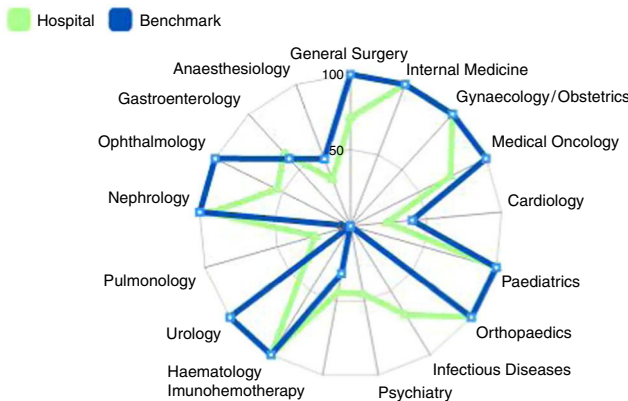 Hospital
Benchmark
General Surgery
Anaesthesiology
100
Internal Medicine
Gastroenterology
Gynaecology/Obstetrics
Ophthalmology
50
Medical Oncology
Nephrology
Cardiology
Pulmonology
Paediatrics
Urology
Orthopaedics
Haematology
Infectious Diseases
Imunohemotherapy
Psychiatry